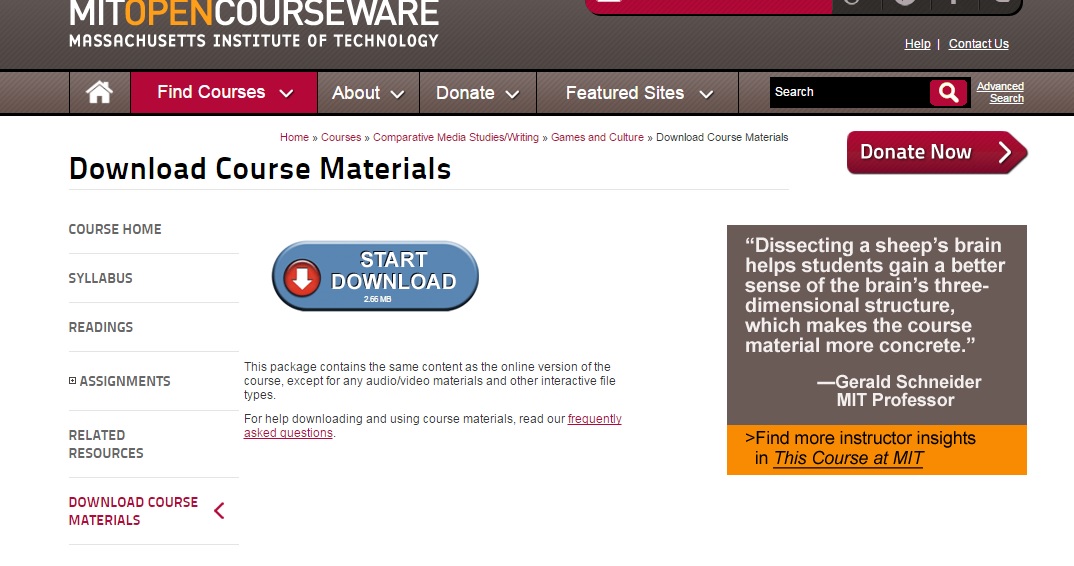 MITOPENCOURSEWARE
MASSACHUSETTS INSTITUTE OF TECHNOLOGY
Help | Contact Us
Find Courses
About
Donate
Featured Sites
Search
Advanced
Search
Home » Courses » Comparative Media Studies/Writing » Games and Culture » Download Course Materials
Donate Now
Download Course Materials
COURSE HOME
SYLLABUS
READINGS
ASSIGNMENTS
RELATED
RESOURCES
DOWNLOAD COURSE
MATERIALS
START
DOWNLOAD
2.66 MB
This package contains the same content as the online version of the
course, except for any audio/video materials and other interactive file
types.
For help downloading and using course materials, read our frequently
asked questions.
“Dissecting a sheep’s brain
helps students gain a better
sense of the brain’s three-
dimensional structure,
which makes the course
material more concrete.”
—Gerald Schneider
MIT Professor
>Find more instructor insights
in This Course at MIT